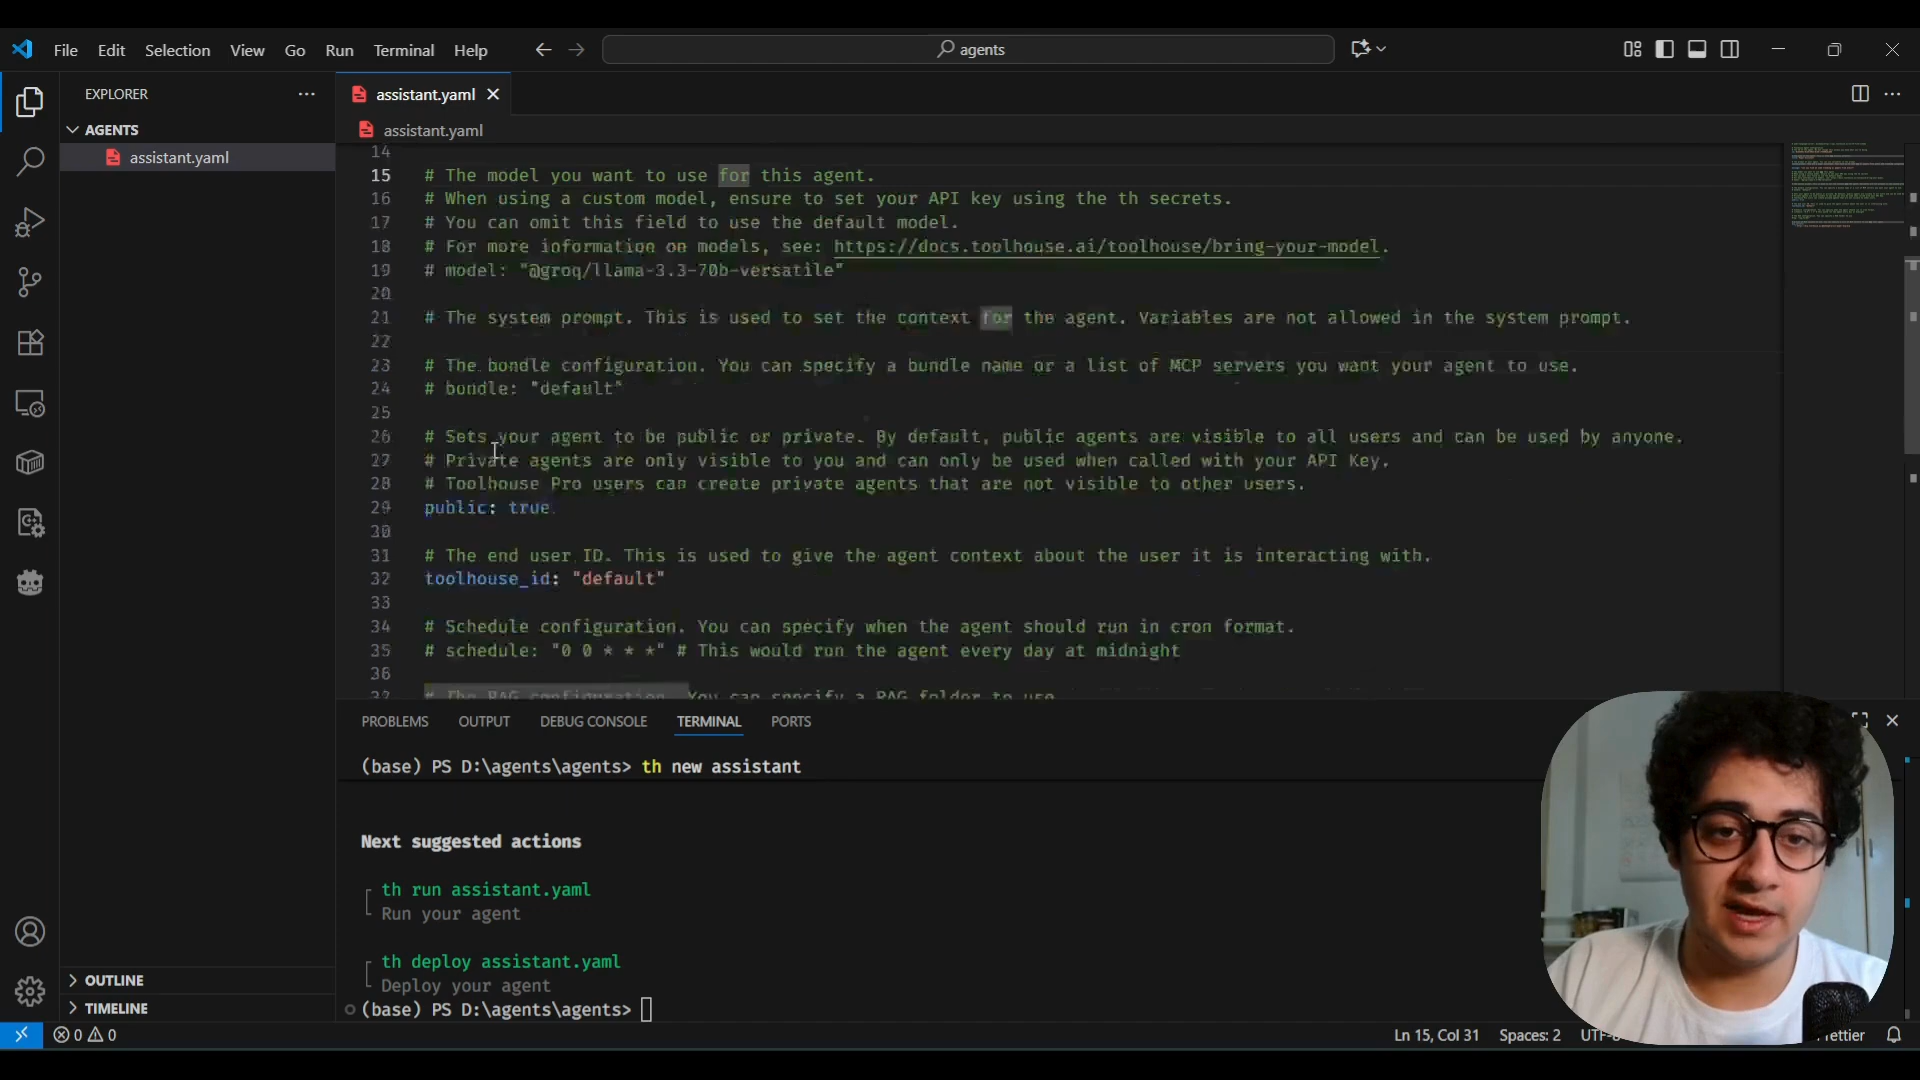 File Edit Selection View Go Run Terminal Help
agents
EXPLORER
AGENTS
assistant.yaml
OUTLINE
TIMELINE
assistant.yaml
assistant.yaml
14
15 # The model you want to use for this agent.
16 # When using a custom model, ensure to set your API key using the th secrets.
17 # You can omit this field to use the default model.
18 # For more information on models, see: https://docs.toolhouse.ai/toolhouse/bring-your-model.
19 # model: "@groq/llama-3.3-70b-versatile"
20
21 # The system prompt. This is used to set the context for the agent. Variables are not allowed in the system prompt.
22
23 # The bundle configuration. You can specify a bundle name or a list of MCP servers you want your agent to use.
24 # bundle: "default"
25
26 # Sets your agent to be public or private. By default, public agents are visible to all users and can be used by anyone.
27 # Private agents are only visible to you and can only be used when called with your API Key.
28 # Toolhouse Pro users can create private agents that are not visible to other users.
29 public: true
30
31 # The end user ID. This is used to give the agent context about the user it is interacting with.
32 toolhouse_id: "default"
33
34 # Schedule configuration. You can specify when the agent should run in cron format.
35 # schedule: "0 0 * * *" # This would run the agent every day at midnight
36
37 # The RAG configuration. You can specify a RAG folder to use
PROBLEMS OUTPUT DEBUG CONSOLE TERMINAL PORTS
(base) PS D:\agents\agents> th new assistant
Next suggested actions
th run assistant.yaml
Run your agent
th deploy assistant.yaml
Deploy your agent
(base) PS D:\agents\agents>
0 0
Ln 15, Col 31 Spaces: 2